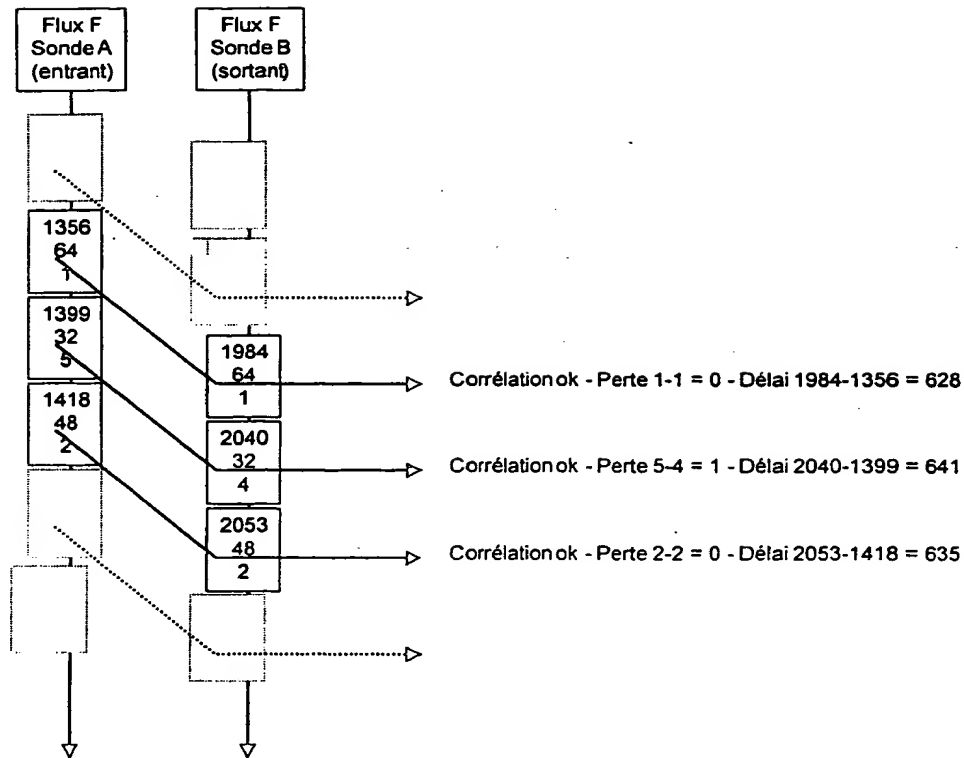 Flux F
Sonde A
(entrant)
Flux F
Sonde B
(sortant)
1356
64
1
1399
32
5
1418
48
2
1984
64
1
2040
32
4
2053
48
2
Corrélation ok - Perte 1-1 = 0 - Délai 1984-1356 = 628
Corrélation ok - Perte 5-4 = 1 - Délai 2040-1399 = 641
Corrélation ok - Perte 2-2 = 0 - Délai 2053-1418 = 635